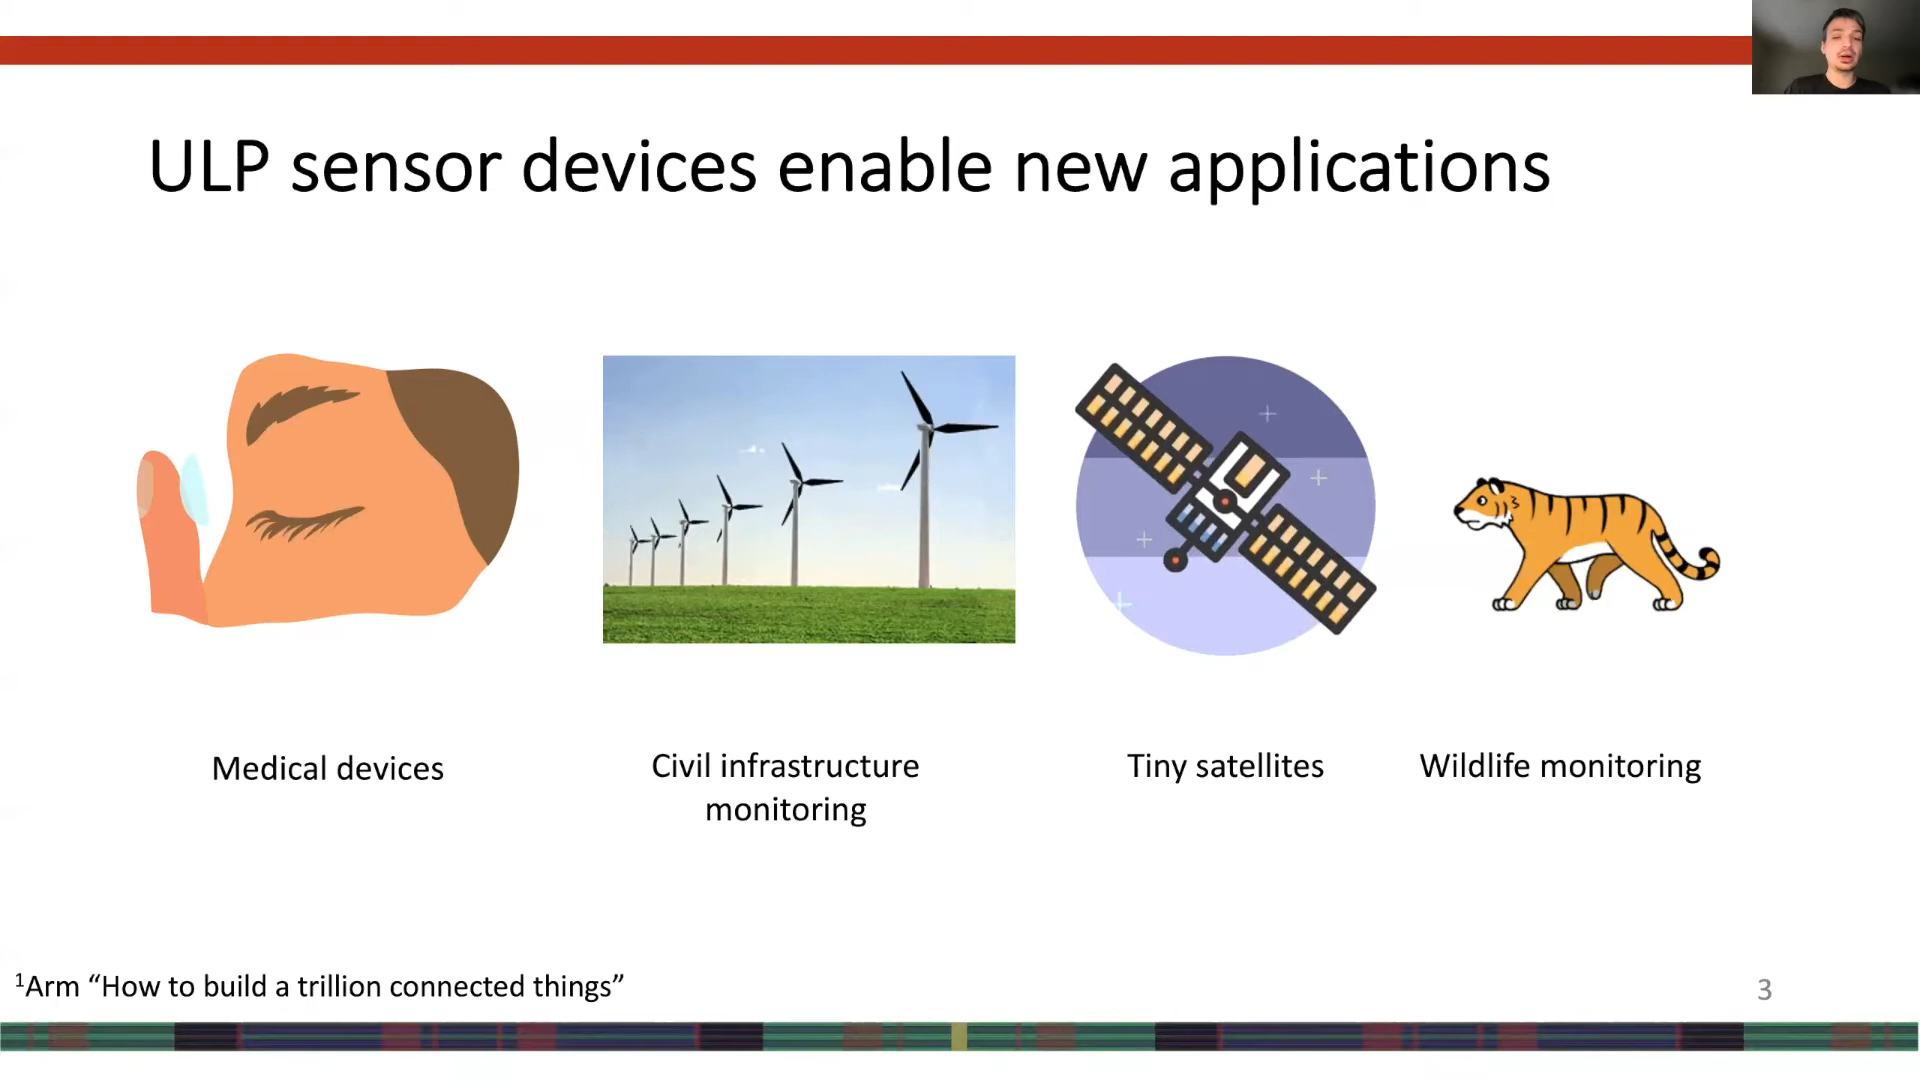 ULP sensor devices enable new applications
Medical devices
Civil infrastructure
monitoring
Tiny satellites
Wildlife monitoring
¹Arm “How to build a trillion connected things”
3